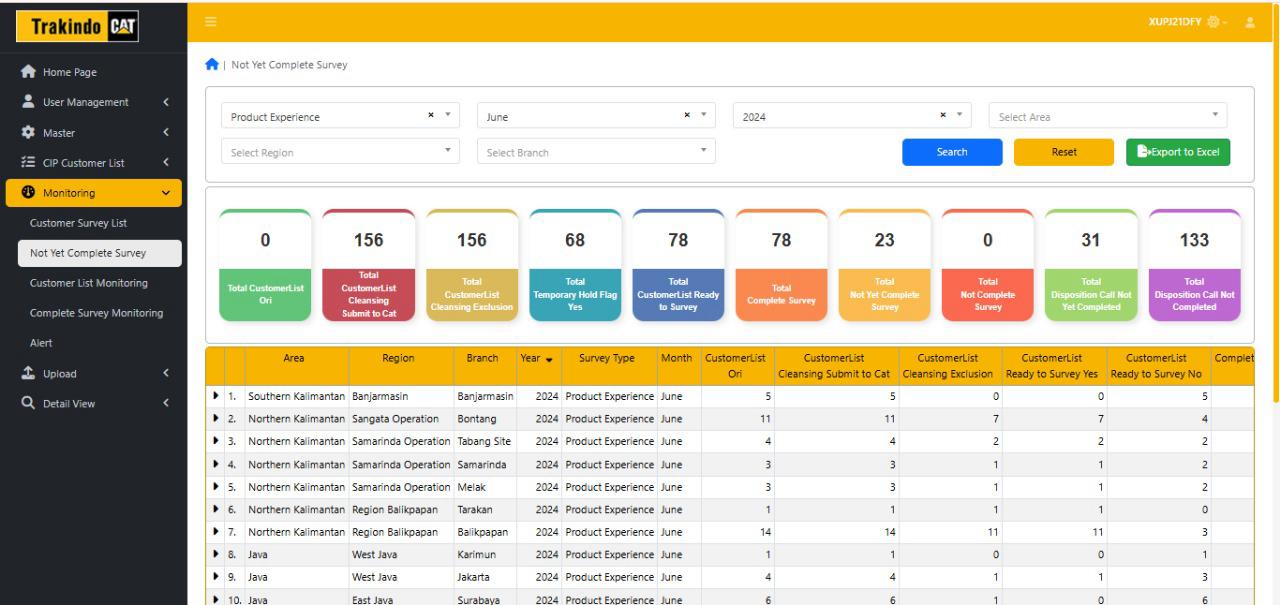 Trakindo CAT
XUPJ21DFY
Home Page
User Management
Master
CIP Customer List
Monitoring
Customer Survey List
Not Yet Complete Survey
Customer List Monitoring
Complete Survey Monitoring
Alert
Upload
Detail View
| Not Yet Complete Survey
Product Experience × June × 2024 × Select Area
Select Region Select Branch Search Reset Export to Excel
0
Total CustomerList
Ori
156
Total
CustomerList
Cleansing
Submit to Cat
156
Total
CustomerList
Cleansing Exclusion
68
Total
Temporary Hold Flag
Yes
78
Total
CustomerList Ready
to Survey
78
Total
Complete Survey
23
Total
Not Yet Complete
Survey
0
Total
Not Complete
Survey
31
Total
Disposition Call Not
Yet Completed
133
Total
Disposition Call Not
Completed
Area Region Branch Year Survey Type Month CustomerList CustomerList CustomerList CustomerList CustomerList Complet
Ori Cleansing Submit to Cat Cleansing Exclusion Ready to Survey Yes Ready to Survey No
1. Southern Kalimantan Banjarmasin Banjarmasin 2024 Product Experience June 5 5 0 0 5
2. Northern Kalimantan Sangata Operation Bontang 2024 Product Experience June 11 11 7 7 4
3. Northern Kalimantan Samarinda Operation Tabang Site 2024 Product Experience June 4 4 2 2 2
4. Northern Kalimantan Samarinda Operation Samarinda 2024 Product Experience June 3 3 1 1 2
5. Northern Kalimantan Samarinda Operation Melak 2024 Product Experience June 3 3 1 1 2
6. Northern Kalimantan Region Balikpapan Tarakan 2024 Product Experience June 1 1 1 1 0
7. Northern Kalimantan Region Balikpapan Balikpapan 2024 Product Experience June 14 14 11 11 3
8. Java West Java Karimun 2024 Product Experience June 1 1 0 0 1
9. Java West Java Jakarta 2024 Product Experience June 4 4 1 1 3
10. Java East Java Surabaya 2024 Product Experience June 6 6 1 0 6